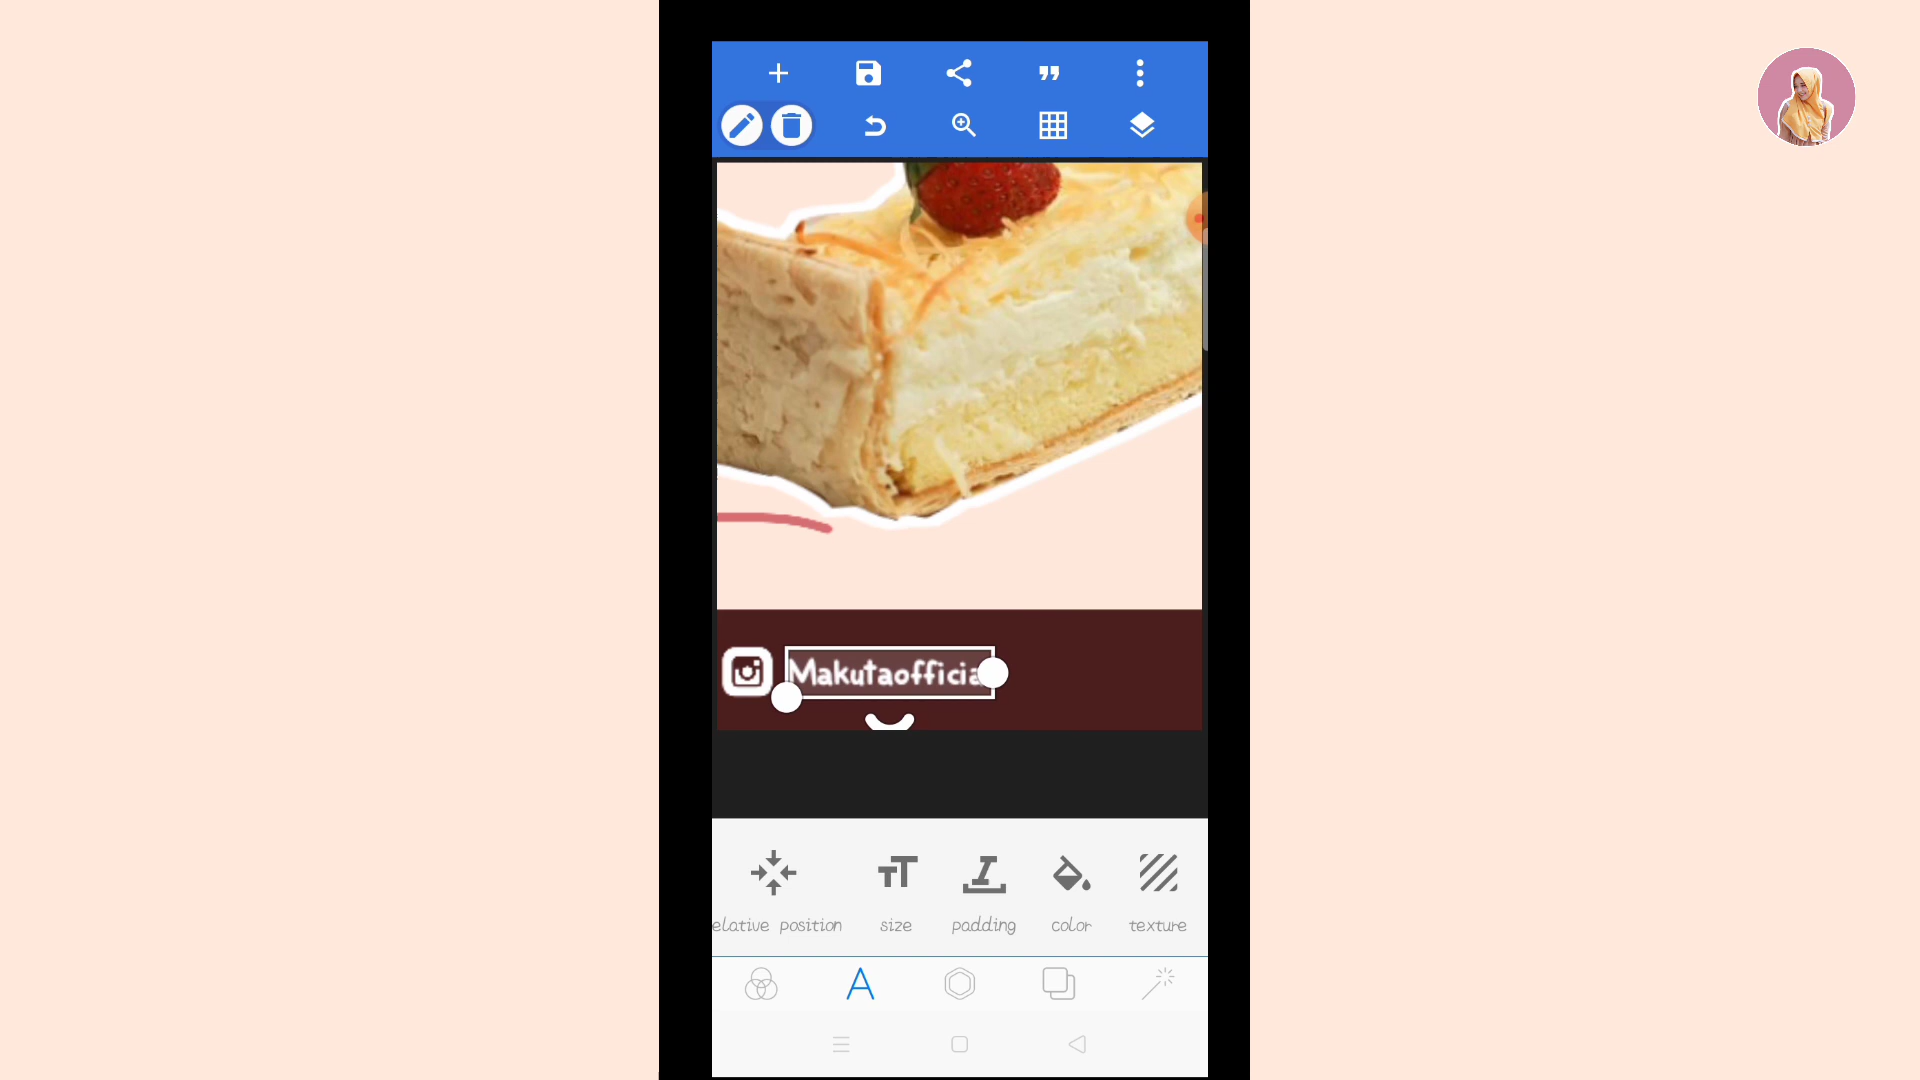 Makutaofficia
elative position
size
padding
color
texture